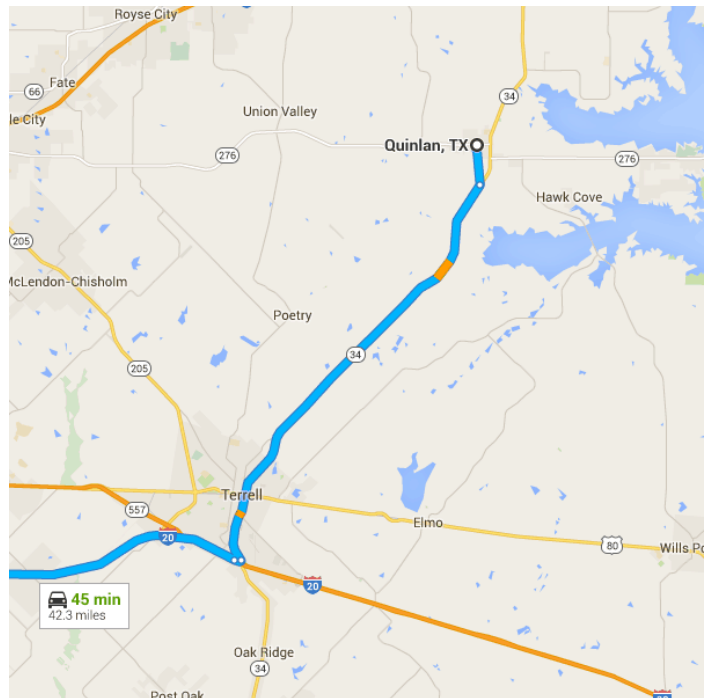 Royse City
66
Fate
le City
34
Union Valley
Quinlan, TX
276
276
Hawk Cove
205
McLendon-Chisholm
Poetry
34
205
Terrell
557
20
Elmo
80
Wills Po
45 min
42.3 miles
20
Oak Ridge
34
Post Oak